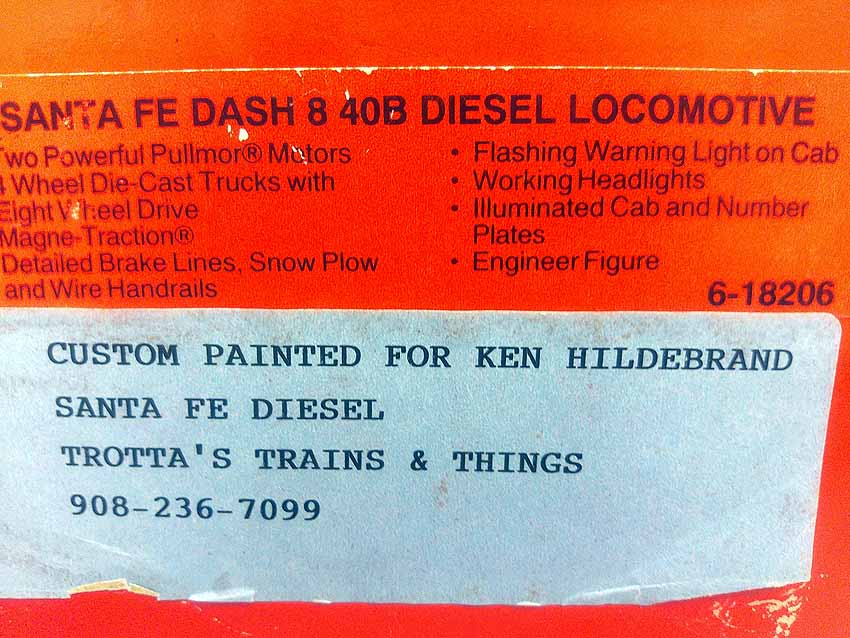 SANTA FE DASH 8 40B DIESEL LOCOMOTIVE
Two Powerful Pullmor® Motors
4 Wheel Die-Cast Trucks with
Eight Wheel Drive
Magne-Traction®
Detailed Brake Lines, Snow Plow
and Wire Handrails
• Flashing Warning Light on Cab
• Working Headlights
• Illuminated Cab and Number
Plates
• Engineer Figure
6-18206
CUSTOM PAINTED FOR KEN HILDEBRAND
SANTA FE DIESEL
TROTTA'S TRAINS & THINGS
908-236-7099